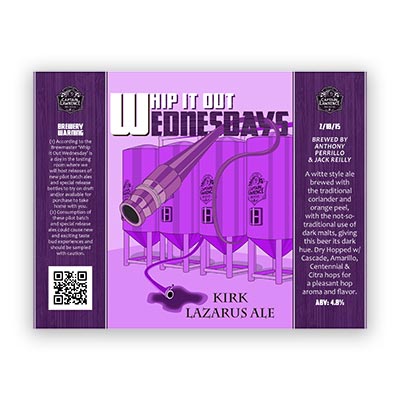 CAPTAIN
LAWRENCE
BREWERY
WARNING
(1) According to the
Brewmaster "Whip
It Out Wednesday" is
a day in the tasting
room where we
will host releases of
new pilot batch ales
and special release
bottles to try on draft
and/or available for
purchase to take
home with you.
(2) Consumption of
these pilot batch
and special release
ales could cause new
and exciting taste
bud experiences and
should be sampled
with caution.
WHIP IT OUT
WEDNESDAYS
KIRK
LAZARUS ALE
CAPTAIN
LAWRENCE
BREWED BY
ANTHONY
PERRILLO
& JACK REILLY
A witte style ale
brewed with
the traditional
coriander and
orange peel,
with the not-so-
traditional use of
dark malts, giving
this beer its dark
hue. Dry Hopped w/
Cascade, Amarillo,
Centennial &
Citra hops for
a pleasant hop
aroma and flavor.
ABV: 4.8%